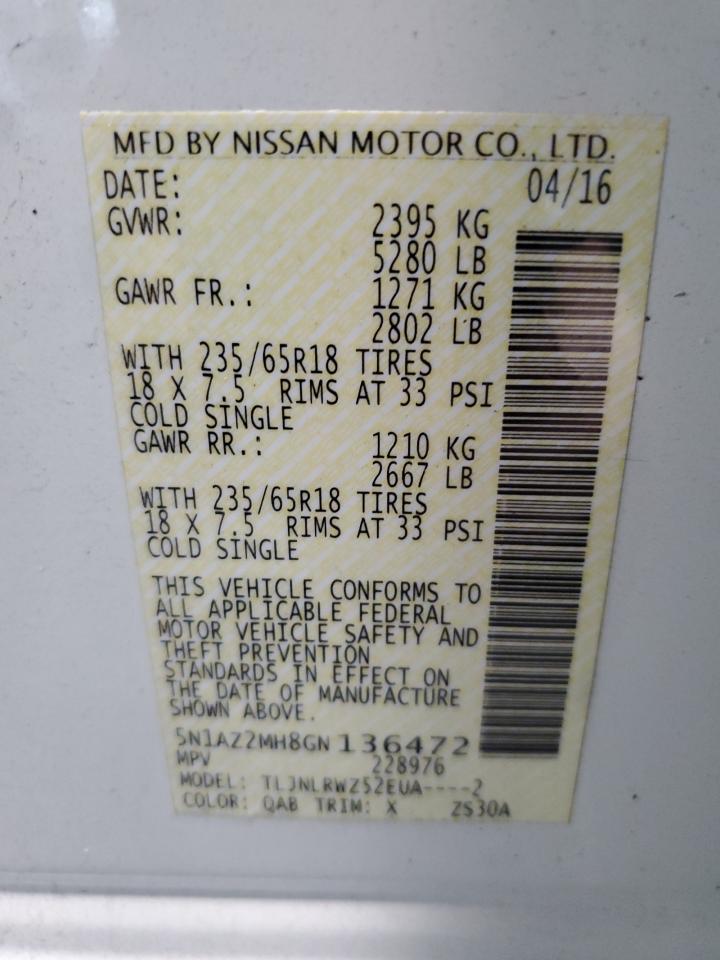 MFD BY NISSAN MOTOR CO., LTD.
DATE: 04/16
GVWR: 2395 KG
5280 LB
GAWR FR.: 1271 KG
2802 LB
WITH 235/65R18 TIRES
18 X 7.5 RIMS AT 33 PSI
COLD SINGLE
GAWR RR.: 1210 KG
2667 LB
WITH 235/65R18 TIRES
18 X 7.5 RIMS AT 33 PSI
COLD SINGLE
THIS VEHICLE CONFORMS TO
ALL APPLICABLE FEDERAL
MOTOR VEHICLE SAFETY AND
THEFT PREVENTION
STANDARDS IN EFFECT ON
THE DATE OF MANUFACTURE
SHOWN ABOVE.
5N1AZ2MH8GN 136472
MPV 228976
MODEL: TLJNLRWZ52EUA----2
COLOR: QAB TRIM: X ZS30A